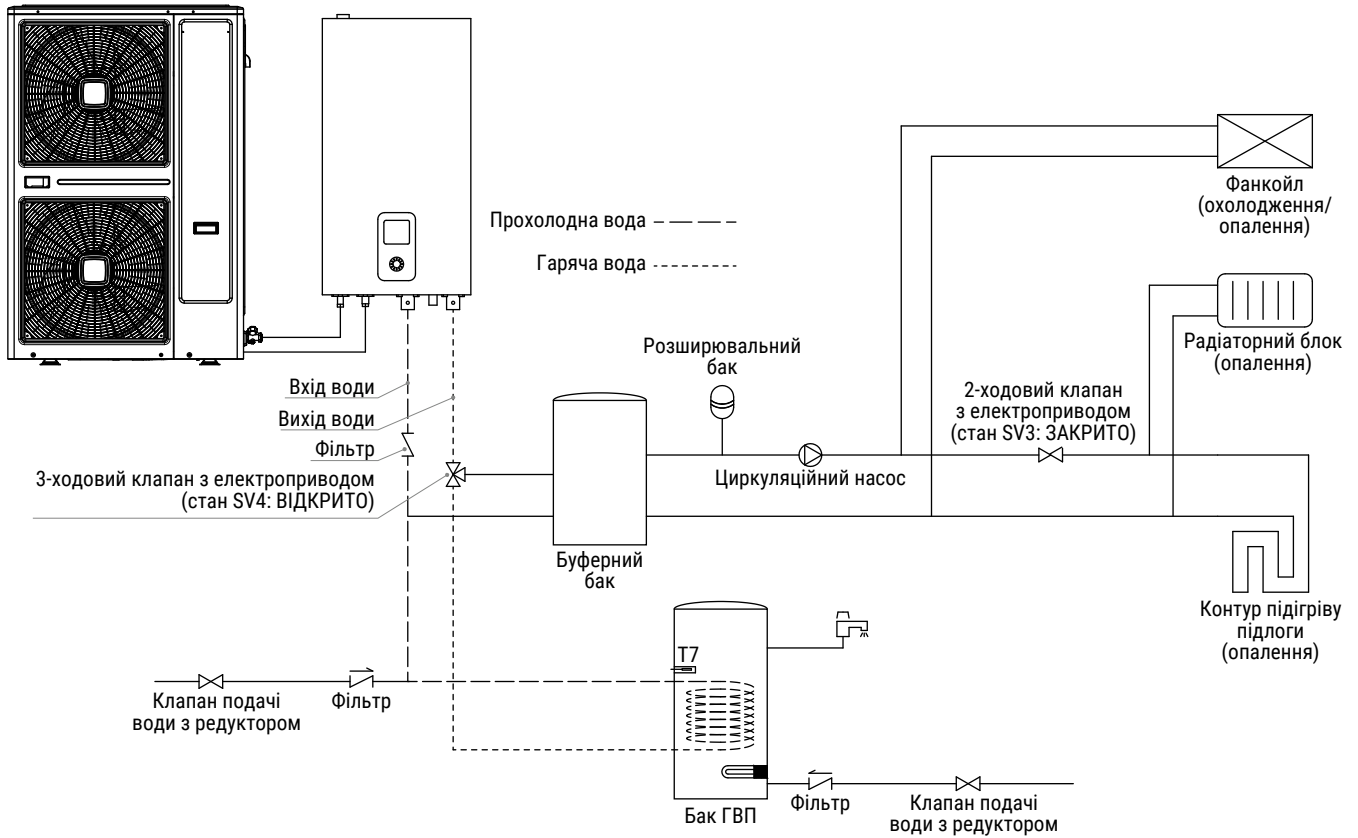 Фанкойл
(охолодження/
опалення)
Прохолодна вода
Гаряча вода
Розширювальний
бак
Радіаторний блок
(опалення)
Вхід води
Вихід води
Фільтр
2-ходовий клапан
з електроприводом
(стан SV3: ЗАКРИТО)
3-ходовий клапан з електроприводом
(стан SV4: ВІДКРИТО)
Циркуляційний насос
Буферний
бак
Контур підігріву
підлоги
(опалення)
T7
Клапан подачі
води з редуктором
Фільтр
Бак ГВП
Фільтр
Клапан подачі
води з редуктором